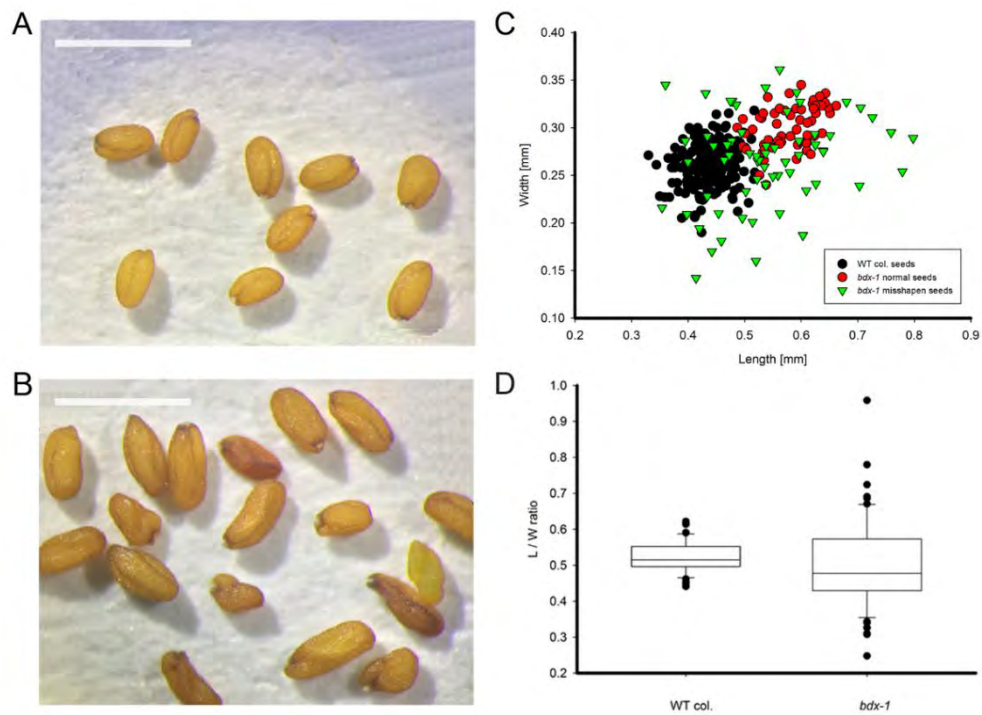 A
B
C
0.40
0.35
0.30
0.25
0.20
0.15
0.10
Width [mm]
WT col. seeds
bdx-1 normal seeds
bdx-1 misshapen seeds
0.2 0.3 0.4 0.5 0.6 0.7 0.8 0.9
Length [mm]
D
1.0
0.9
0.8
0.7
0.6
0.5
0.4
0.3
0.2
L / W ratio
WT col. bdx-1